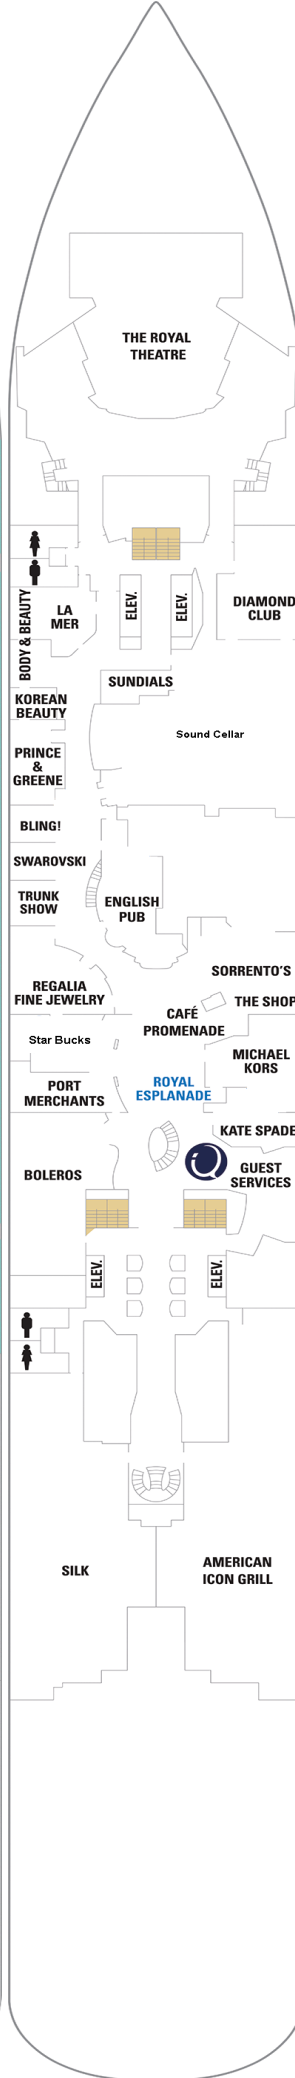 THE ROYAL
THEATRE
ELEV.
ELEV.
DIAMOND
CLUB
BODY & BEAUTY
LA
MER
SUNDIALS
KOREAN
BEAUTY
Sound Cellar
PRINCE
&
GREENE
BLING!
SWAROVSKI
TRUNK
SHOW
ENGLISH
PUB
SORRENTO'S
REGALIA
FINE JEWELRY
THE SHOP
CAFÉ
PROMENADE
Star Bucks
MICHAEL
KORS
PORT
MERCHANTS
ROYAL
ESPLANADE
KATE SPADE
BOLEROS
iQ
GUEST
SERVICES
ELEV.
ELEV.
SILK
AMERICAN
ICON GRILL